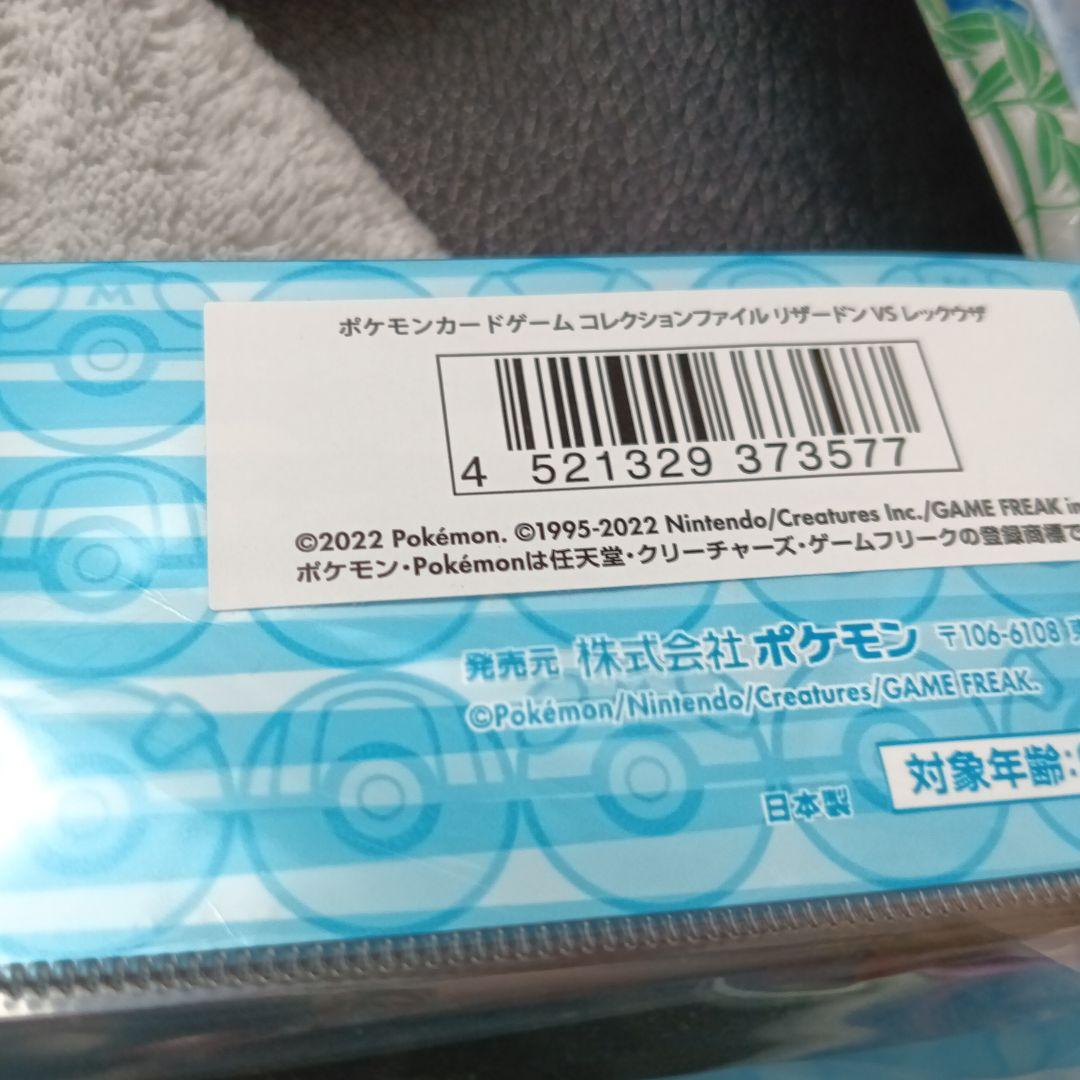 ポケモンカードゲーム コレクションファイル リザードン VS レックウザ
4 521329 373577
©2022 Pokémon. ©1995-2022 Nintendo/Creatures Inc./GAME FREAK in
ポケモン・Pokémonは任天堂・クリーチャーズ・ゲームフリークの登録商標で
発売元 株式会社ポケモン 〒106-6108
©Pokémon/Nintendo/Creatures/GAME FREAK.
対象年齢:
日本製